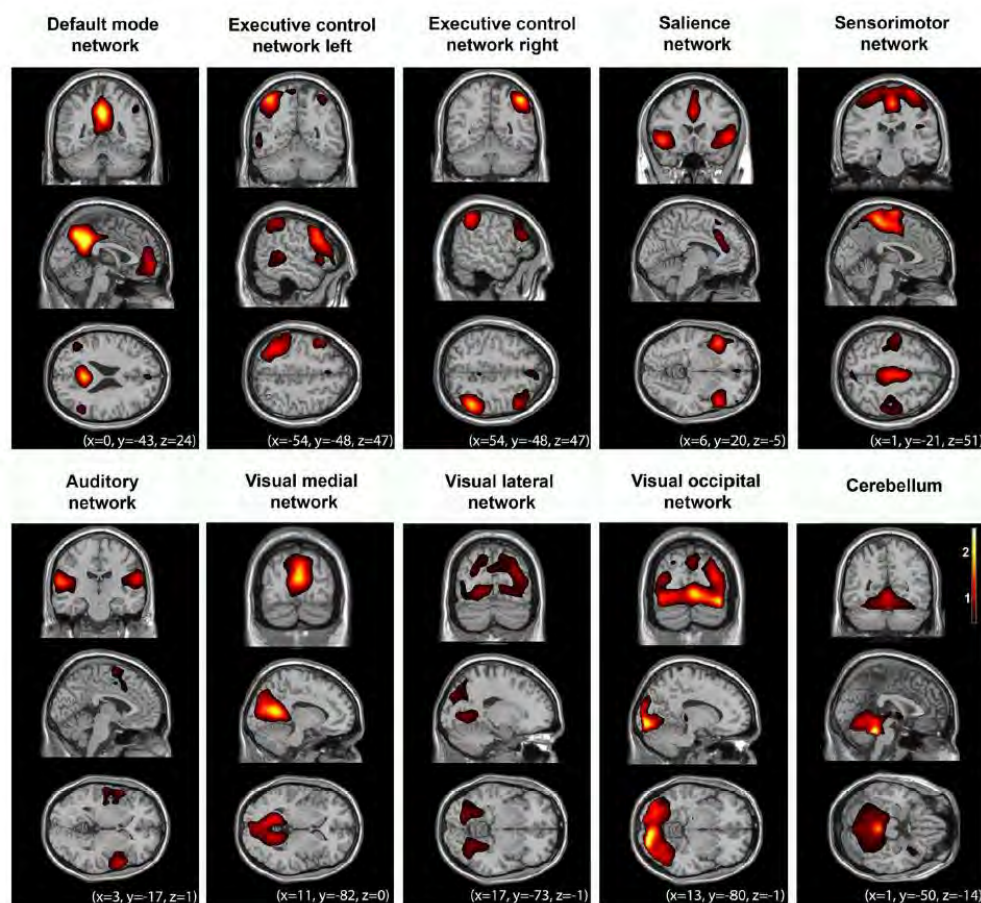 Default mode
network
Executive control
network left
Executive control
network right
Salience
network
Sensorimotor
network
(x=0, y=-43, z=24)
(x=-54, y=-48, z=47)
(x=54, y=-48, z=47)
(x=6, y=20, z=-5)
(x=1, y=-21, z=51)
Auditory
network
Visual medial
network
Visual lateral
network
Visual occipital
network
Cerebellum
2
1
(x=3, y=-17, z=1)
(x=11, y=-82, z=0)
(x=17, y=-73, z=-1)
(x=13, y=-80, z=-1)
(x=1, y=-50, z=-14)